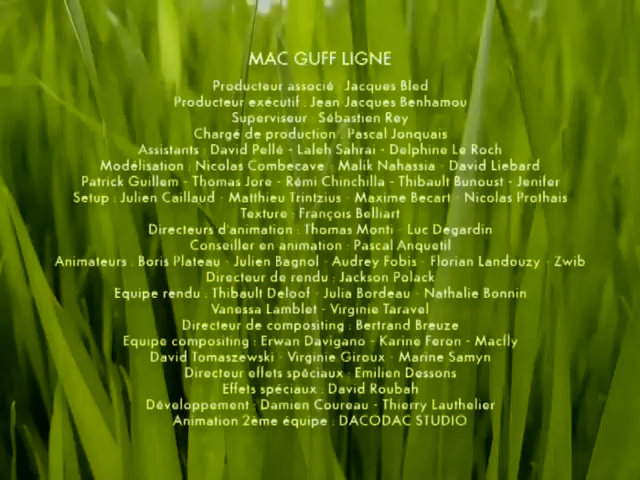 MAC GUFF LIGNE
Producteur associé : Jacques Bled
Producteur exécutif : Jean Jacques Benhamou
Superviseur : Sébastien Rey
Chargé de production : Pascal Jonquais
Assistants : David Pellé - Laleh Sahrai - Delphine Le Roch
Modélisation : Nicolas Combecave - Malik Nahassia - David Liebard
Patrick Guillem - Thomas Jore - Rémi Chinchilla - Thibault Bunoust - Jenifer
Setup : Julien Caillaud - Matthieu Trintzius - Maxime Becart - Nicolas Prothais
Texture : François Belliart
Directeurs d'animation : Thomas Monti - Luc Degardin
Conseiller en animation : Pascal Anquetil
Animateurs : Boris Plateau - Julien Bagnol - Audrey Fobis - Florian Landouzy - Zwib
Directeur de rendu : Jackson Polack
Equipe rendu : Thibault Deloof - Julia Bordeau - Nathalie Bonnin
Vanessa Lamblet - Virginie Taravel
Directeur de compositing : Bertrand Breuze
Equipe compositing : Erwan Davigano - Karine Feron - Macfly
David Tomaszewski - Virginie Giroux - Marine Samyn
Directeur effets spéciaux : Emilien Dessons
Effets spéciaux : David Roubah
Développement : Damien Coureau - Thierry Lauthelier
Animation 2ème équipe : DACODAC STUDIO